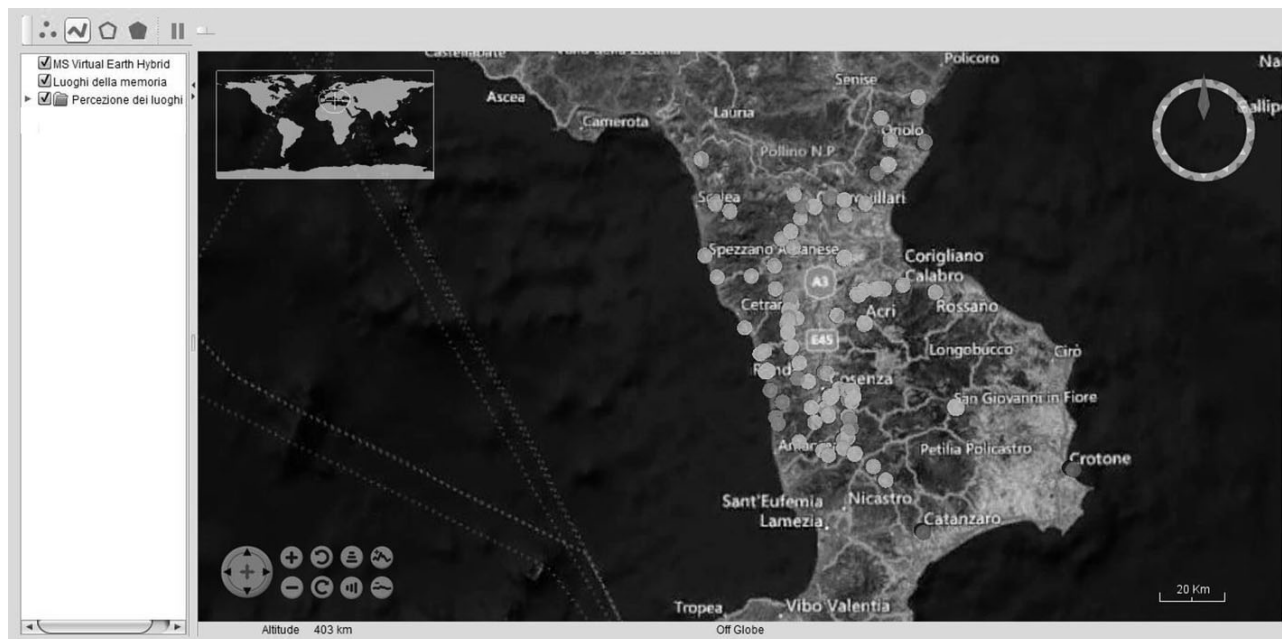 MS Virtual Earth Hybrid
Luoghi della memoria
Percezione dei luoghi
Policoro
Senise
Ascea
Lauria
Camerota
Oriolo
Pollino N.P.
Scalea
Spezzano Albanese
Corigliano
Calabro
A3
Cetraro
Acri
Rossano
E45
Longobucco
Cirò
Cosenza
San Giovanni in Fiore
Petilia Policastro
Crotone
Sant'Eufemia
Lamezia
Nicastro
Catanzaro
20 Km
Tropea
Vibo Valentia
Altitude 403 km
Off Globe